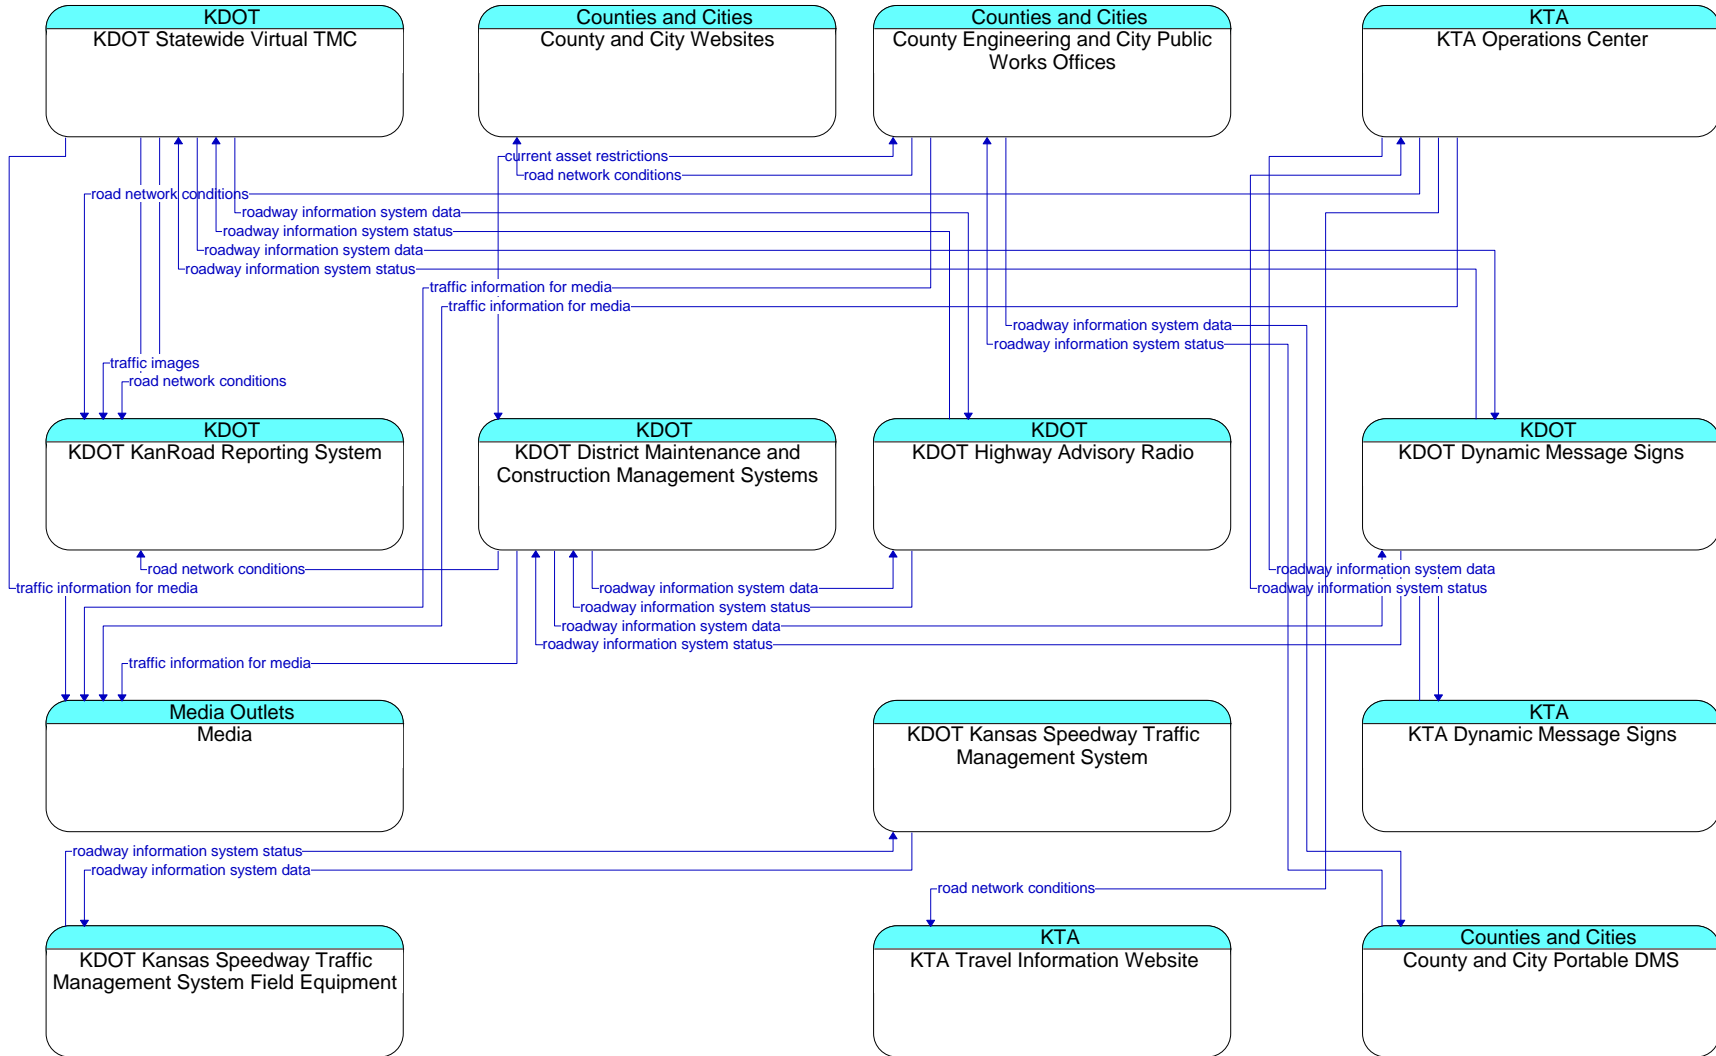 KDOT
KDOT Statewide Virtual TMC
Counties and Cities
County and City Websites
Counties and Cities
County Engineering and City Public
Works Offices
KTA
KTA Operations Center
current asset restrictions
road network conditions
road network conditions
roadway information system data
roadway information system status
roadway information system data
roadway information system status
traffic information for media
traffic information for media
roadway information system data
roadway information system status
traffic images
road network conditions
KDOT
KDOT KanRoad Reporting System
KDOT
KDOT District Maintenance and
Construction Management Systems
KDOT
KDOT Highway Advisory Radio
KDOT
KDOT Dynamic Message Signs
road network conditions
roadway information system data
traffic information for media
roadway information system data
roadway information system status
roadway information system status
roadway information system data
roadway information system status
traffic information for media
Media Outlets
Media
KDOT Kansas Speedway Traffic
Management System
KTA
KTA Dynamic Message Signs
roadway information system status
roadway information system data
road network conditions
KDOT Kansas Speedway Traffic
Management System Field Equipment
KTA
KTA Travel Information Website
Counties and Cities
County and City Portable DMS